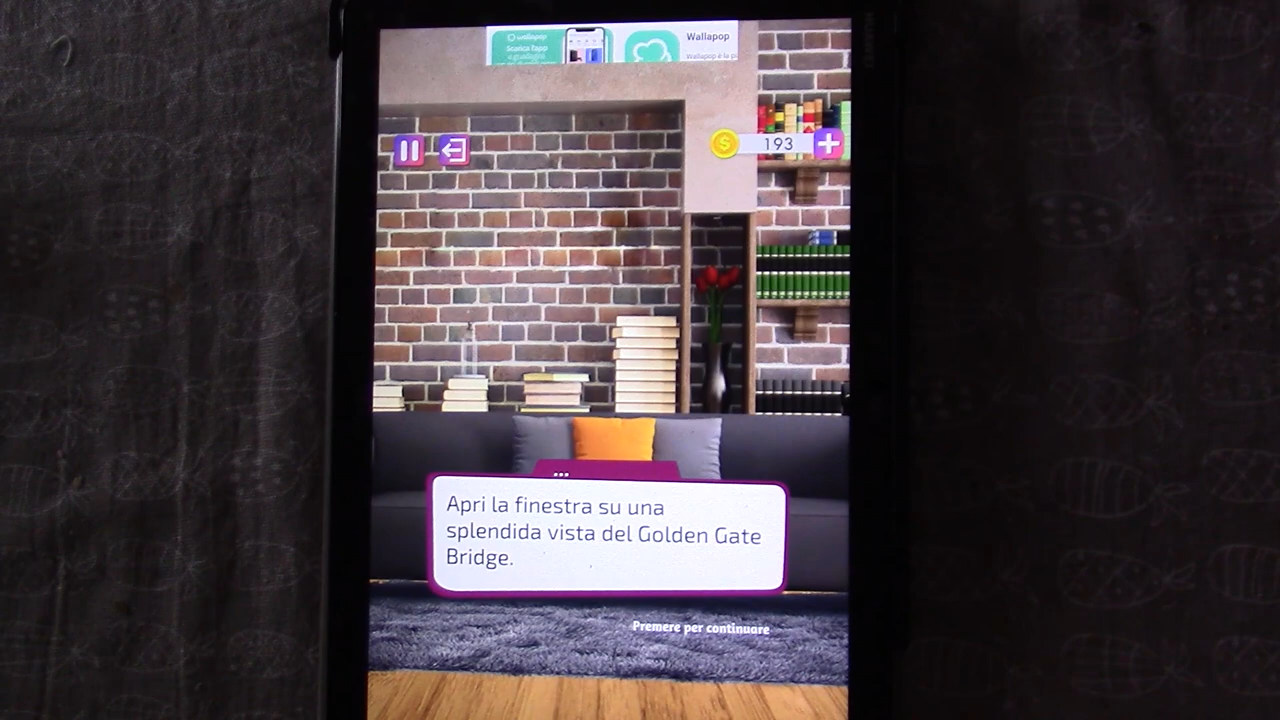 wallapop
Scarica l'app
e guadagni
Wallapop
193
Apri la finestra su una
splendida vista del Golden Gate
Bridge.
Premere per continuare